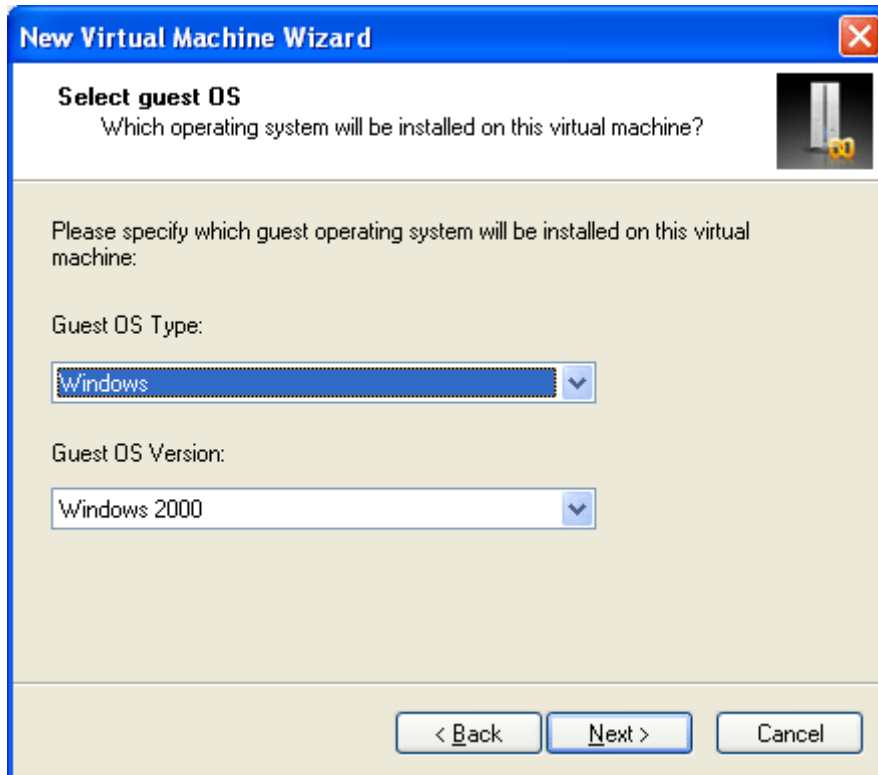 New Virtual Machine Wizard
Select guest OS
Which operating system will be installed on this virtual machine?
Please specify which guest operating system will be installed on this virtual
machine:
Guest OS Type:
Windows
Guest OS Version:
Windows 2000
< Back
Next >
Cancel